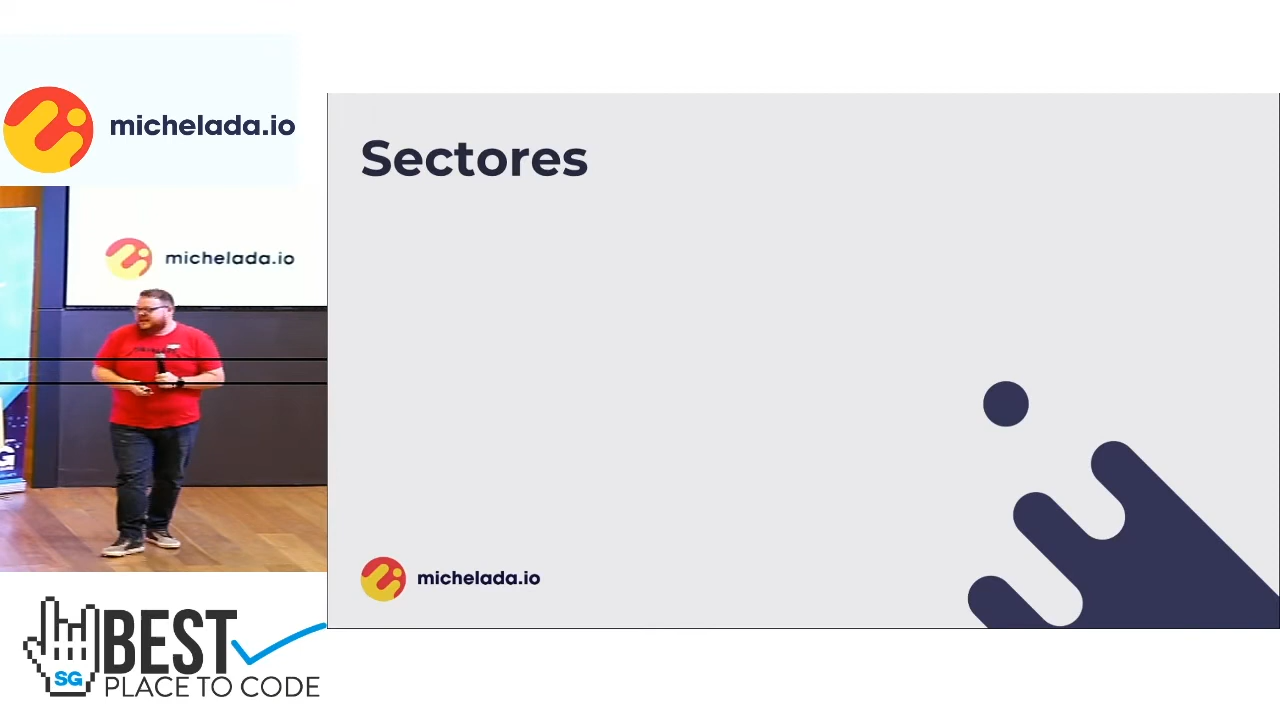 michelada.io
michelada.io
Sectores
michelada.io
SG
BEST
PLACE TO CODE